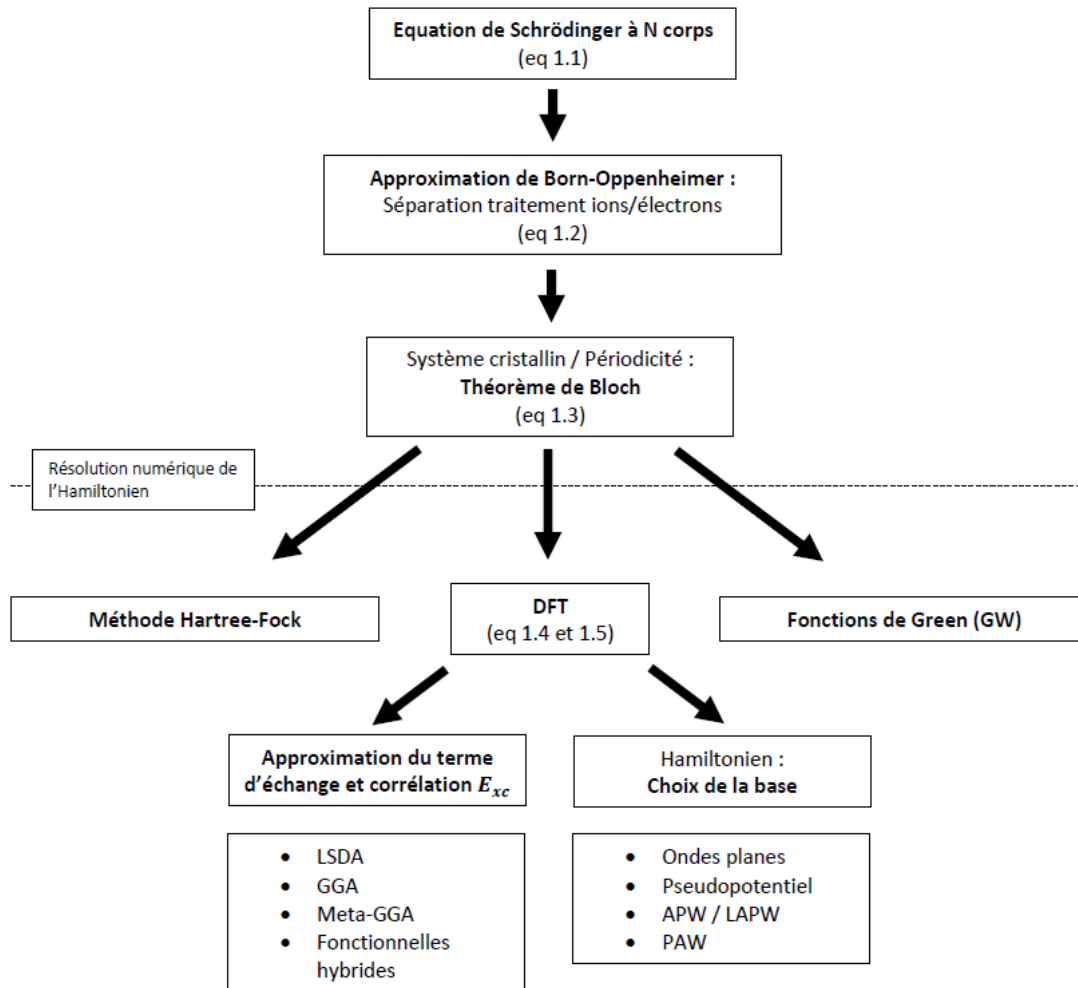 Equation de Schrödinger à N corps
(eq 1.1)
Approximation de Born-Oppenheimer :
Séparation traitement ions/électrons
(eq 1.2)
Système cristallin / Périodicité :
Théorème de Bloch
(eq 1.3)
Résolution numérique de
l'Hamiltonien
Méthode Hartree-Fock
DFT
(eq 1.4 et 1.5)
Fonctions de Green (GW)
Approximation du terme
d'échange et corrélation E_xc
Hamiltonien :
Choix de la base
• LSDA
• GGA
• Meta-GGA
• Fonctionnelles
hybrides
• Ondes planes
• Pseudopotentiel
• APW / LAPW
• PAW